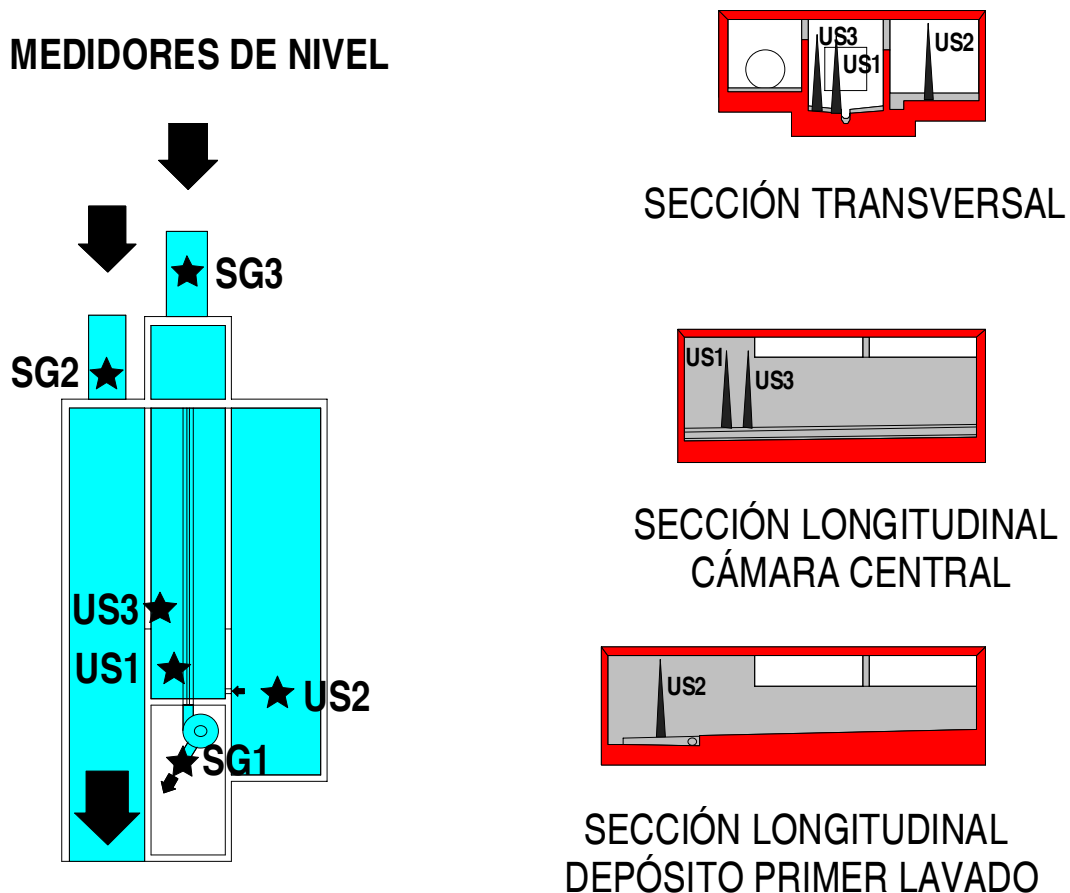 MEDIDORES DE NIVEL
SG3
SG2
US3
US1
US2
SG1
US3
US1
US2
SECCIÓN TRANSVERSAL
US1
US3
SECCIÓN LONGITUDINAL
CÁMARA CENTRAL
US2
SECCIÓN LONGITUDINAL
DEPÓSITO PRIMER LAVADO